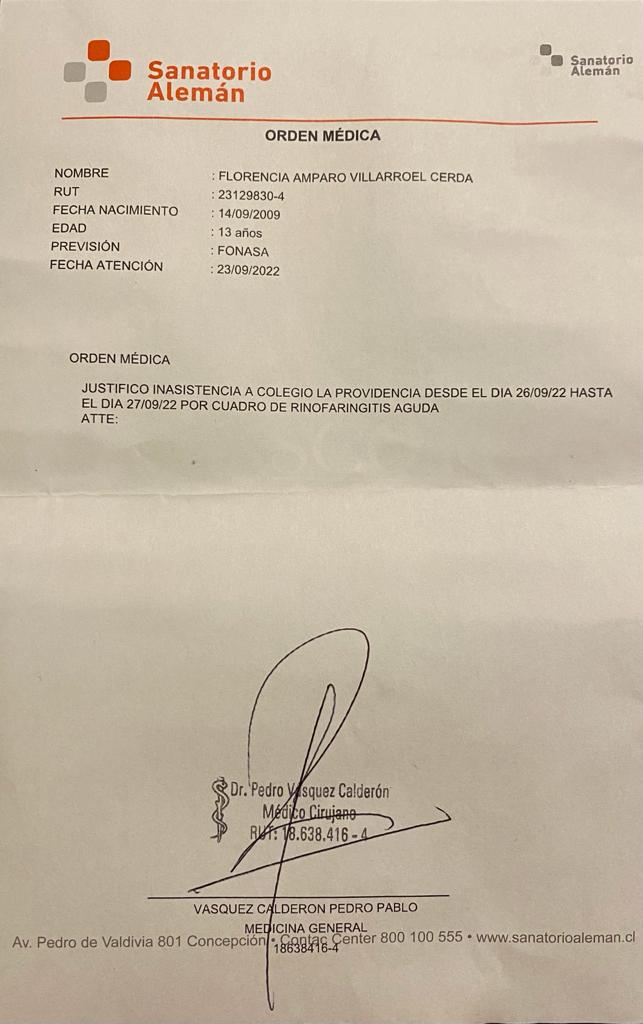 Sanatorio
Alemán
Sanatorio
Alemán
ORDEN MÉDICA
NOMBRE : FLORENCIA AMPARO VILLARROEL CERDA
RUT : 23129830-4
FECHA NACIMIENTO : 14/09/2009
EDAD : 13 años
PREVISIÓN : FONASA
FECHA ATENCIÓN : 23/09/2022
ORDEN MÉDICA
JUSTIFICO INASISTENCIA A COLEGIO LA PROVIDENCIA DESDE EL DIA 26/09/22 HASTA
EL DIA 27/09/22 POR CUADRO DE RINOFARINGITIS AGUDA
ATTE:
Dr. Pedro Vasquez Calderón
Médico Cirujano
RUT: 18.638.416-4
VASQUEZ CALDERON PEDRO PABLO
MEDICINA GENERAL
Av. Pedro de Valdivia 801 Concepción • Contac Center 800 100 555 • www.sanatorioaleman.cl
18638416-4